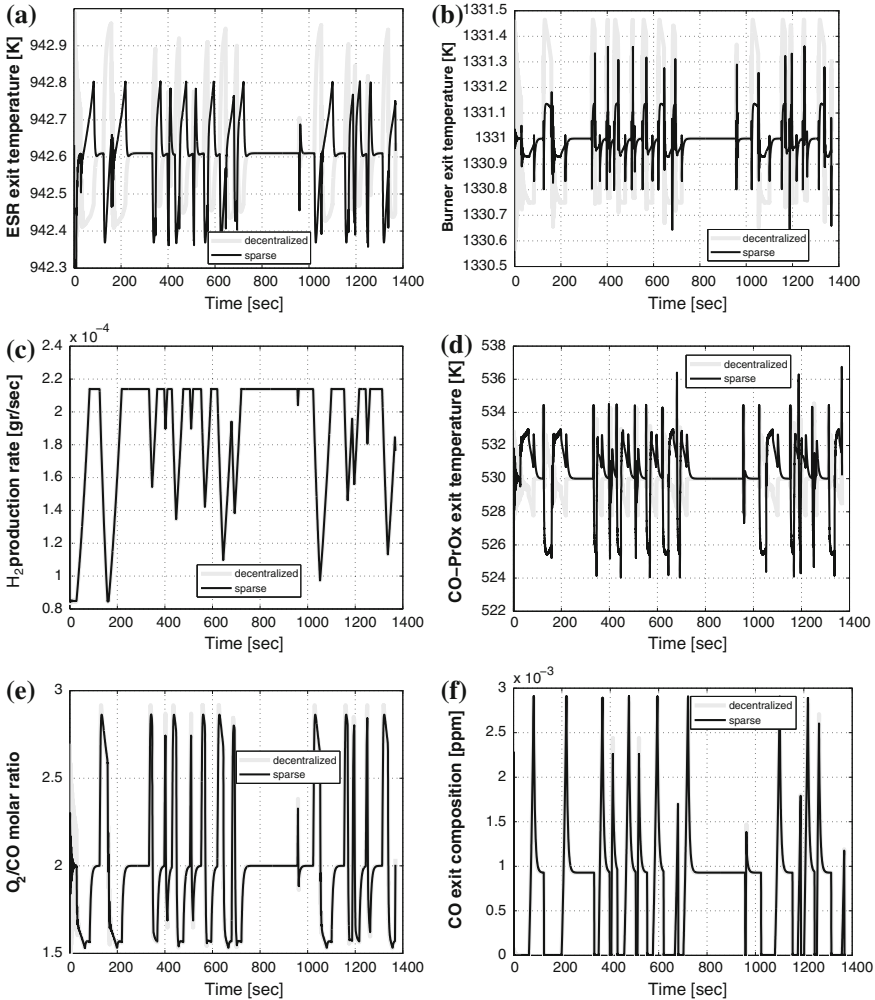 (a)
ESR exit temperature [K]
942.9
942.8
942.7
942.6
942.5
942.4
942.3
0 200 400 600 800 1000 1200 1400
Time [sec]
decentralized
sparse
(b)
Burner exit temperature [K]
1331.5
1331.4
1331.3
1331.2
1331.1
1331
1330.9
1330.8
1330.7
1330.6
1330.5
0 200 400 600 800 1000 1200 1400
Time [sec]
decentralized
sparse
(c)
x 10⁻⁴
H₂production rate [gr/sec]
2.4
2.2
2
1.8
1.6
1.4
1.2
1
0.8
0 200 400 600 800 1000 1200 1400
Time [sec]
decentralized
sparse
(d)
CO−PrOx exit temperature [K]
538
536
534
532
530
528
526
524
522
0 200 400 600 800 1000 1200 1400
Time [sec]
decentralized
sparse
(e)
O₂/CO molar ratio
3
2.5
2
1.5
0 200 400 600 800 1000 1200 1400
Time [sec]
decentralized
sparse
(f)
x 10⁻³
CO exit composition [ppm]
3
2.5
2
1.5
1
0.5
0
0 200 400 600 800 1000 1200 1400
Time [sec]
decentralized
sparse